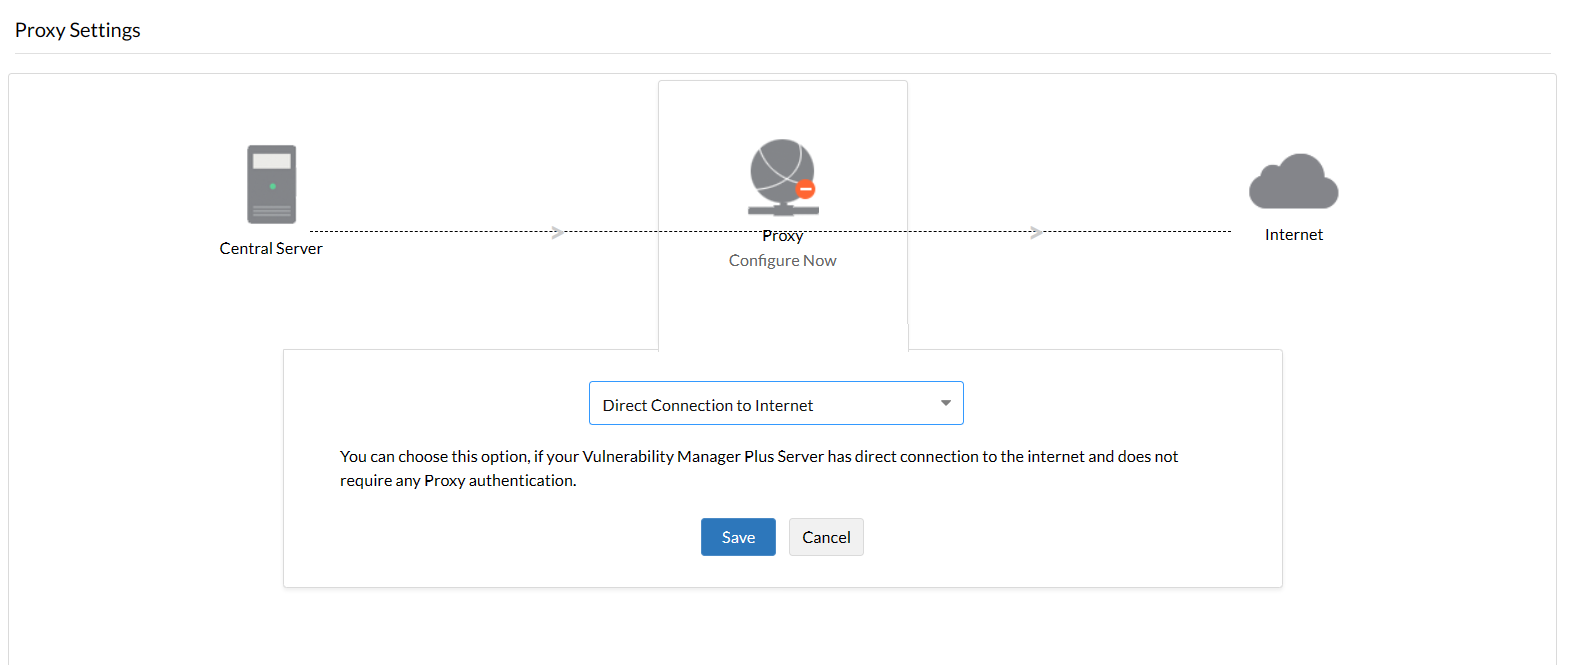 Proxy Settings
Central Server
Proxy
Configure Now
Internet
Direct Connection to Internet
You can choose this option, if your Vulnerability Manager Plus Server has direct connection to the internet and does not
require any Proxy authentication.
Save
Cancel